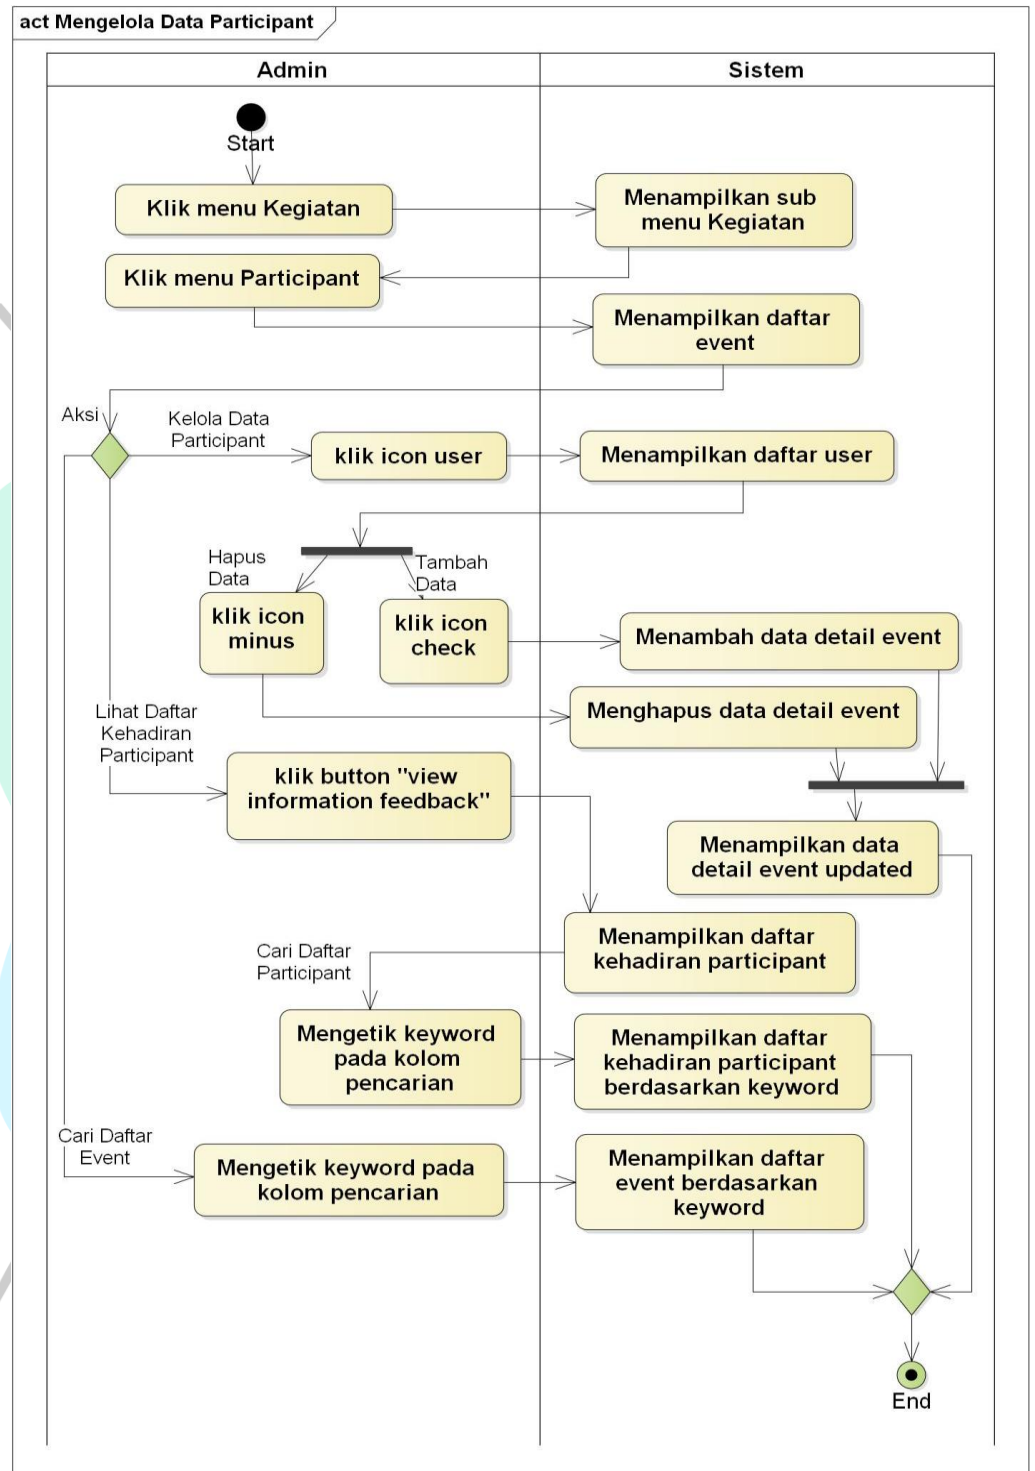 act Mengelola Data Participant
Admin
Sistem
Start
Klik menu Kegiatan
Menampilkan sub
menu Kegiatan
Klik menu Participant
Menampilkan daftar
event
Aksi
Kelola Data
Participant
klik icon user
Menampilkan daftar user
Hapus
Data
Tambah
Data
klik icon
minus
klik icon
check
Menambah data detail event
Menghapus data detail event
Lihat Daftar
Kehadiran
Participant
klik button "view
information feedback"
Menampilkan data
detail event updated
Menampilkan daftar
kehadiran participant
Cari Daftar
Participant
Mengetik keyword
pada kolom
pencarian
Menampilkan daftar
kehadiran participant
berdasarkan keyword
Cari Daftar
Event
Mengetik keyword pada
kolom pencarian
Menampilkan daftar
event berdasarkan
keyword
End